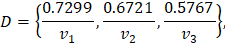 D = {0.7299/v₁, 0.6721/v₂, 0.5767/v₃},